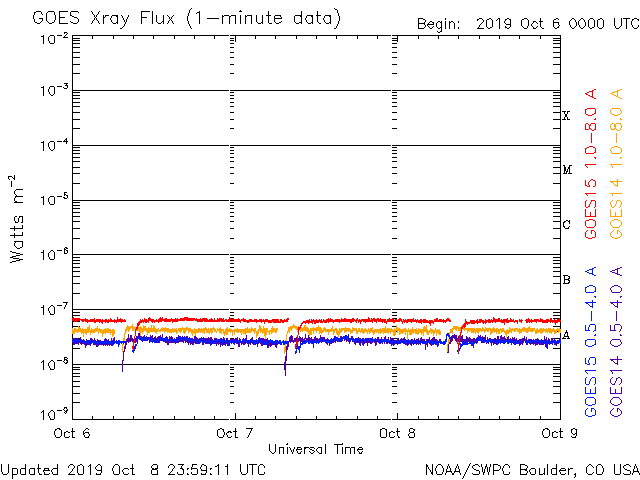 GOES Xray Flux (1-minute data)
Begin: 2019 Oct 6 0000 UTC
10⁻²
10⁻³
10⁻⁴
10⁻⁵
10⁻⁶
10⁻⁷
10⁻⁸
10⁻⁹
Watts m⁻²
X
M
C
B
A
GOES15 1.0-8.0 A
GOES14 1.0-8.0 A
GOES15 0.5-4.0 A
GOES14 0.5-4.0 A
Oct 6 Oct 7 Oct 8 Oct 9
Universal Time
Updated 2019 Oct 8 23:59:11 UTC
NOAA/SWPC Boulder, CO USA